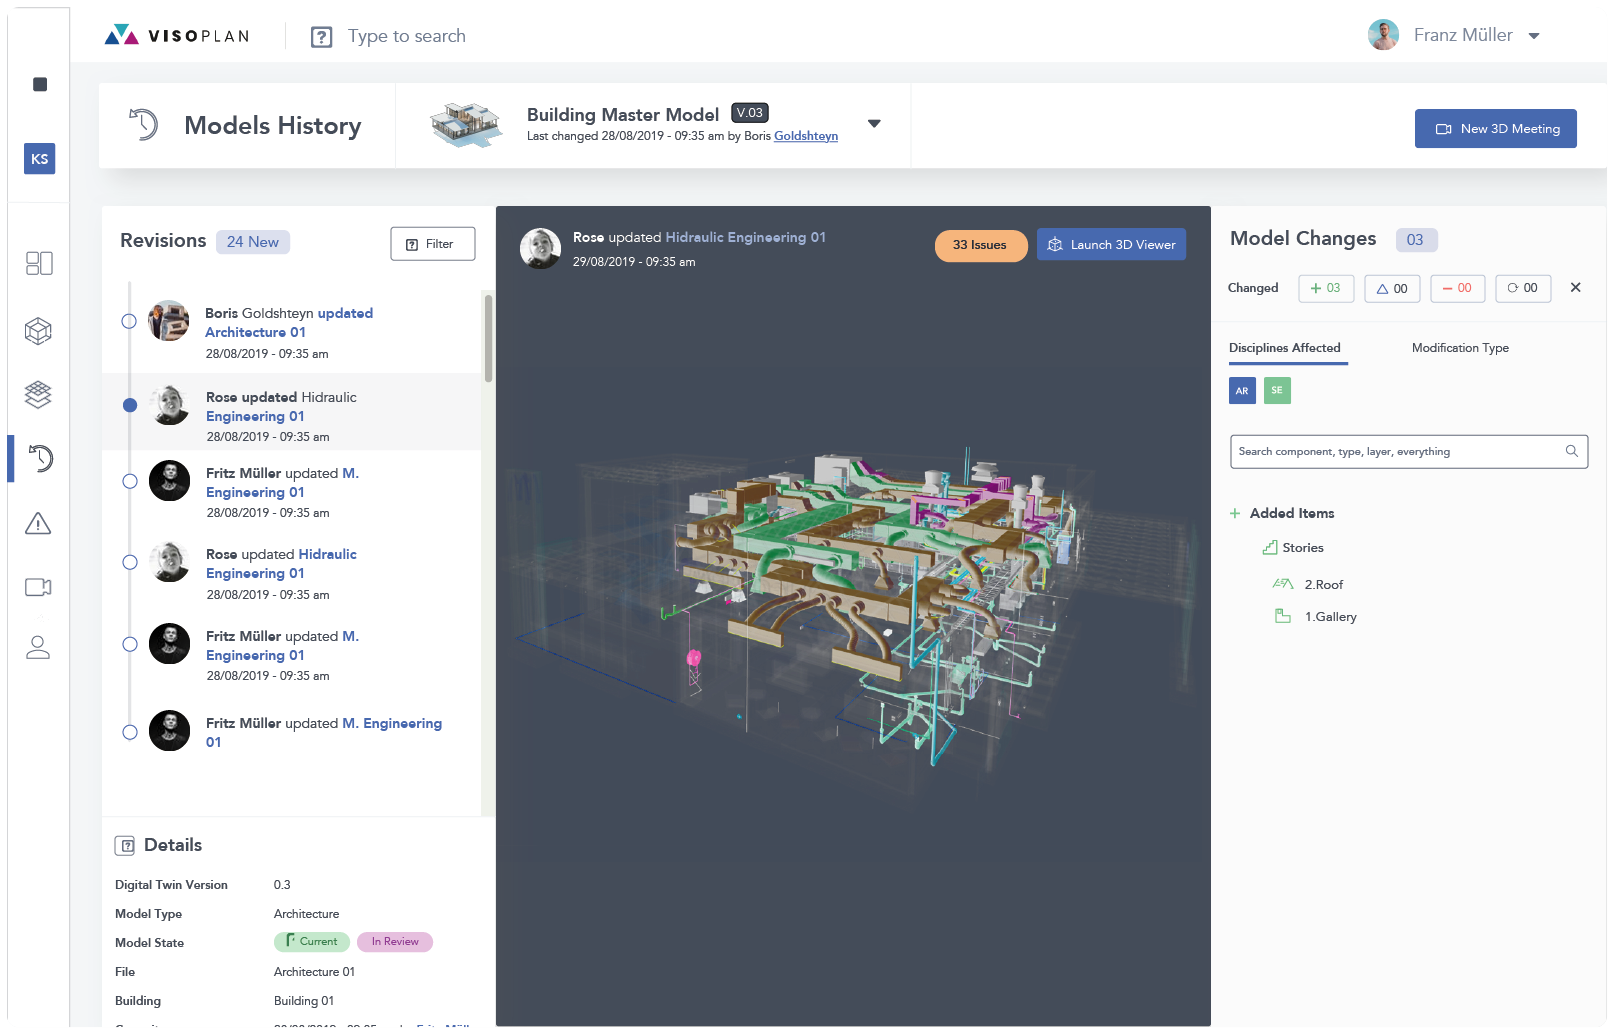 VISOPLAN
Type to search
Franz Müller
KS
Models History
Building Master Model V.03
Last changed 28/08/2019 - 09:35 am by Boris Goldshteyn
New 3D Meeting
Revisions 24 New
Filter
Boris Goldshteyn updated
Architecture 01
28/08/2019 - 09:35 am
Rose updated Hidraulic
Engineering 01
28/08/2019 - 09:35 am
Fritz Müller updated M.
Engineering 01
28/08/2019 - 09:35 am
Rose updated Hidraulic
Engineering 01
28/08/2019 - 09:35 am
Fritz Müller updated M.
Engineering 01
28/08/2019 - 09:35 am
Fritz Müller updated M. Engineering
01
Details
Digital Twin Version 0.3
Model Type Architecture
Model State Current In Review
File Architecture 01
Building Building 01
Rose updated Hidraulic Engineering 01
29/08/2019 - 09:35 am
33 Issues
Launch 3D Viewer
Model Changes 03
Changed + 03 00 − 00 00
Disciplines Affected Modification Type
AR SE
Search component, type, layer, everything
+ Added Items
Stories
2.Roof
1.Gallery